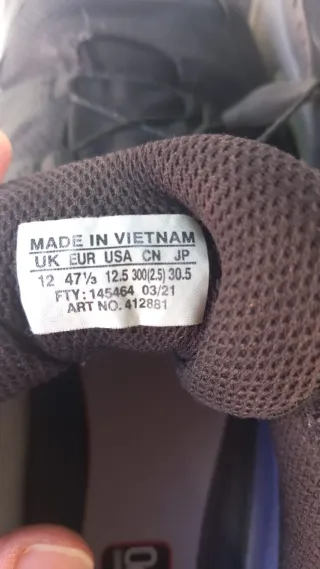 MADE IN VIETNAM
UK EUR USA CN JP
12 47⅓ 12.5 300(2.5) 30.5
FTY: 145464 03/21
ART NO. 412881